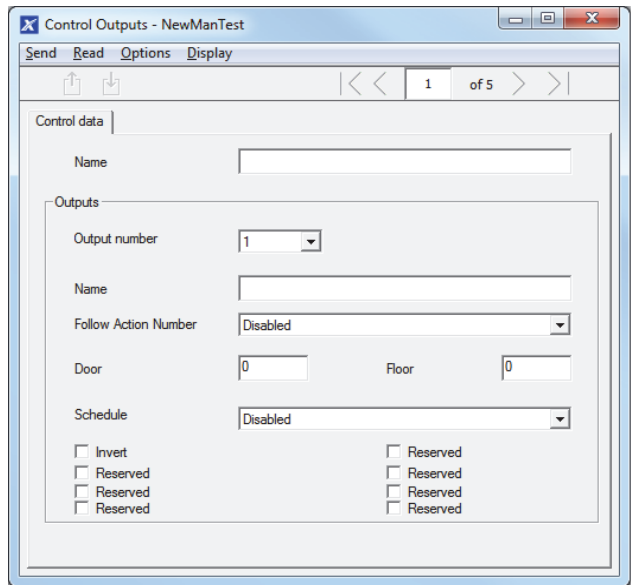 Control Outputs - NewManTest
Send Read Options Display
1 of 5
Control data
Name
Outputs
Output number 1
Name
Follow Action Number Disabled
Door 0 Floor 0
Schedule Disabled
Invert Reserved
Reserved Reserved
Reserved Reserved
Reserved Reserved